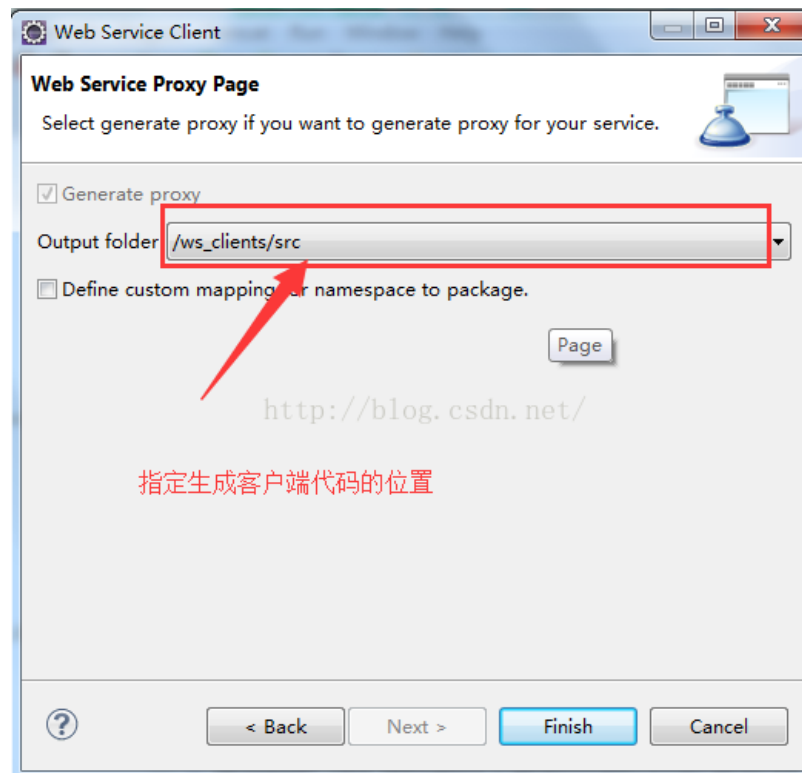 Web Service Client
Web Service Proxy Page
Select generate proxy if you want to generate proxy for your service.
Generate proxy
Output folder /ws_clients/src
Define custom mapping for namespace to package.
Page
http://blog.csdn.net/
指定生成客户端代码的位置
?
< Back Next > Finish Cancel